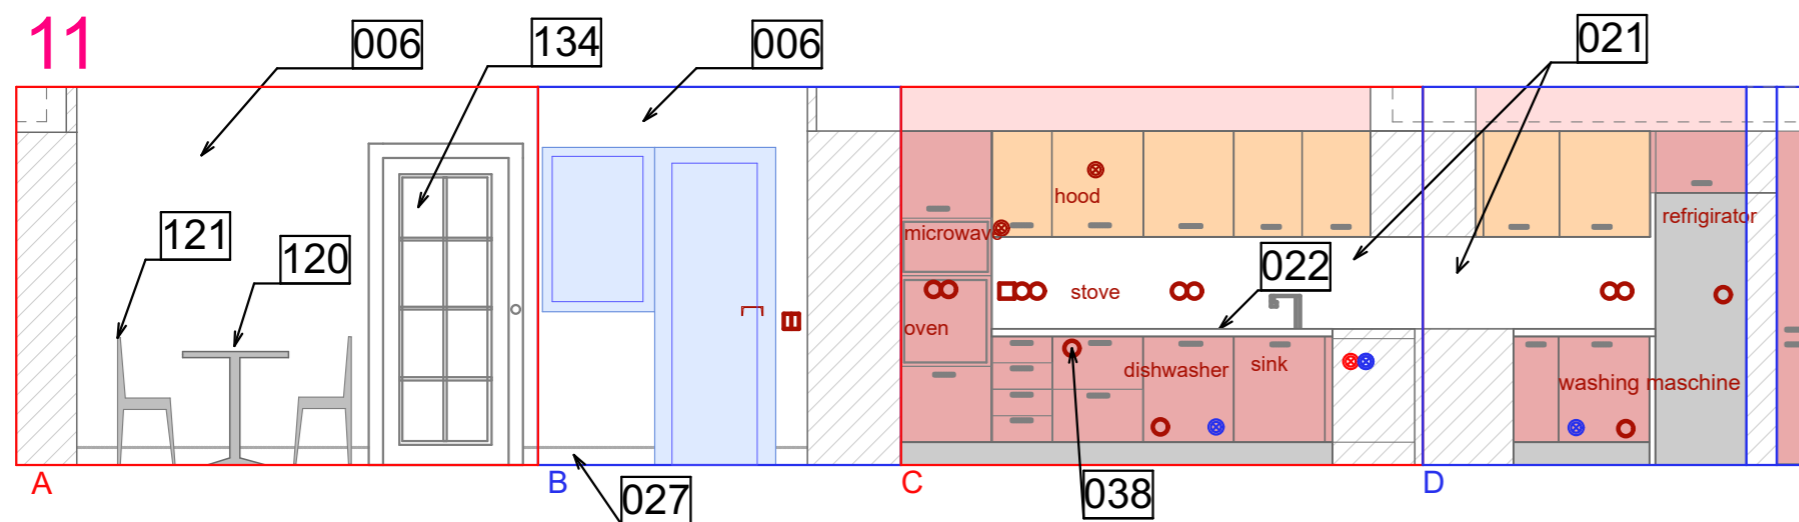 11
006
134
006
021
121
120
022
hood
microwave
refrigirator
stove
oven
dishwasher
sink
washing maschine
A
B
027
C
038
D